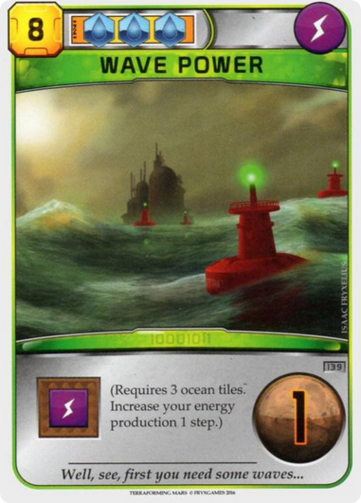 8
WAVE POWER
ISAAC FRYXELIUS
139
(Requires 3 ocean tiles.
Increase your energy
production 1 step.)
1
Well, see, first you need some waves...
TERRAFORMING MARS © FRYXGAMES 2016